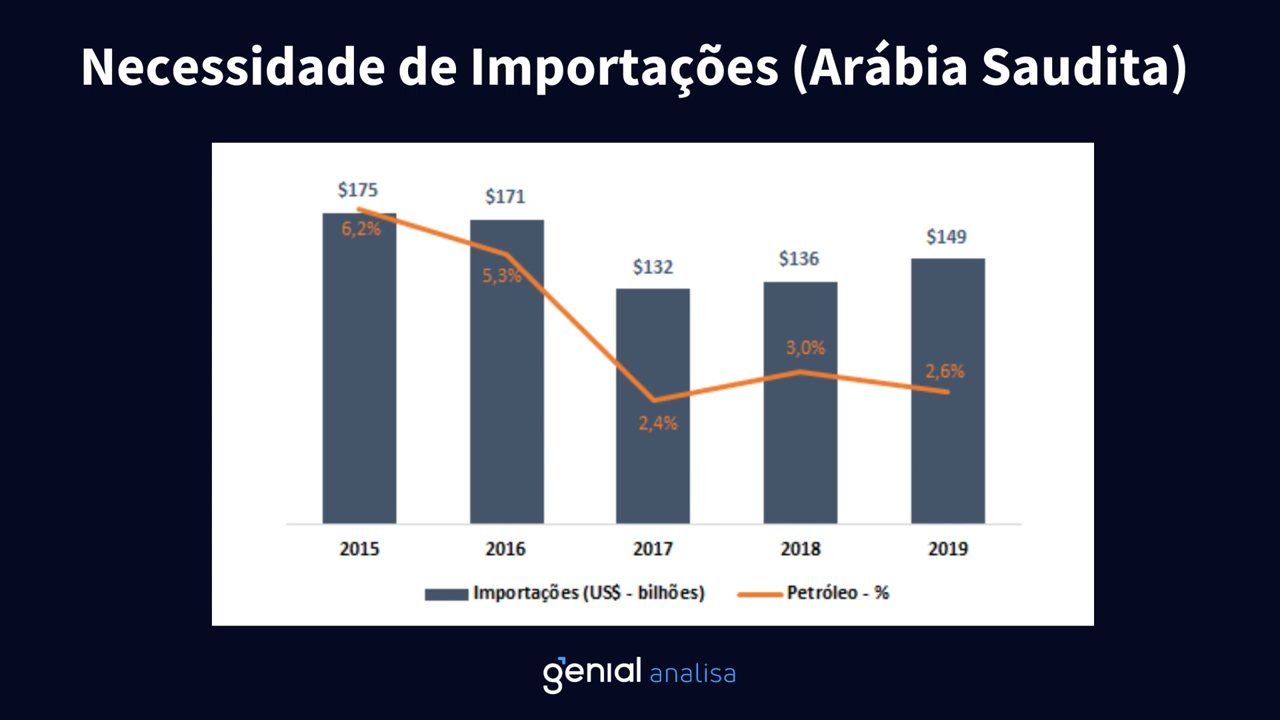 Necessidade de Importações (Arábia Saudita)
$175
$171
$132
$136
$149
6,2%
5,3%
2,4%
3,0%
2,6%
2015 2016 2017 2018 2019
Importações (US$ - bilhões) Petróleo - %
genial analisa